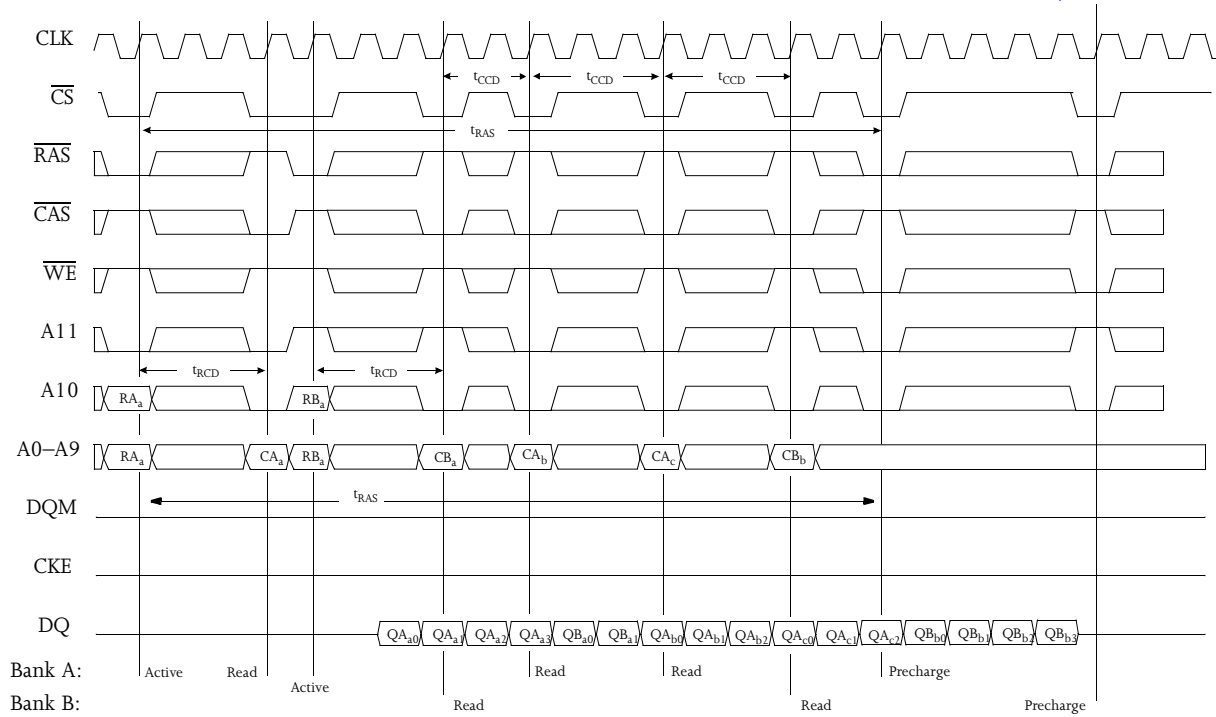 CLK
tCCD tCCD tCCD
CS
tRAS
RAS
CAS
WE
A11
tRCD tRCD
A10 RAa RBa
A0–A9 RAa CAa RBa CBa CAb CAc CBb
tRAS
DQM
CKE
DQ QAa0 QAa1 QAa2 QAa3 QBa0 QBa1 QAb0 QAb1 QAb2 QAc0 QAc1 QAc2 QBb0 QBb1 QBb2 QBb3
Bank A: Active Read Active Read Read Precharge
Bank B: Read Read Precharge